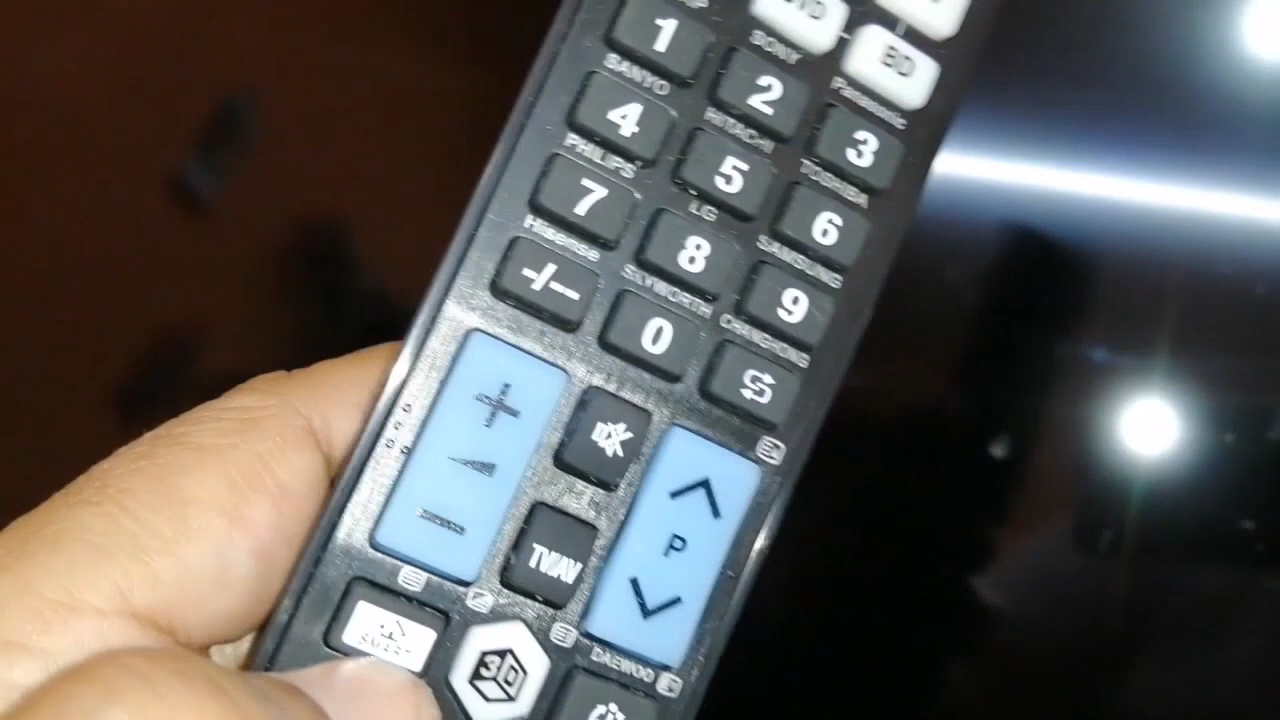 BD
1
SONY
2
Panasonic
3
SANYO
4
HITACHI
5
TOSHIBA
6
PHILIPS
7
LG
8
SAMSUNG
9
Hisense
-/--
SKYWORTH
0
CHANGHONG
+
-
TV/AV
P
SMART
3D
DAEWOO